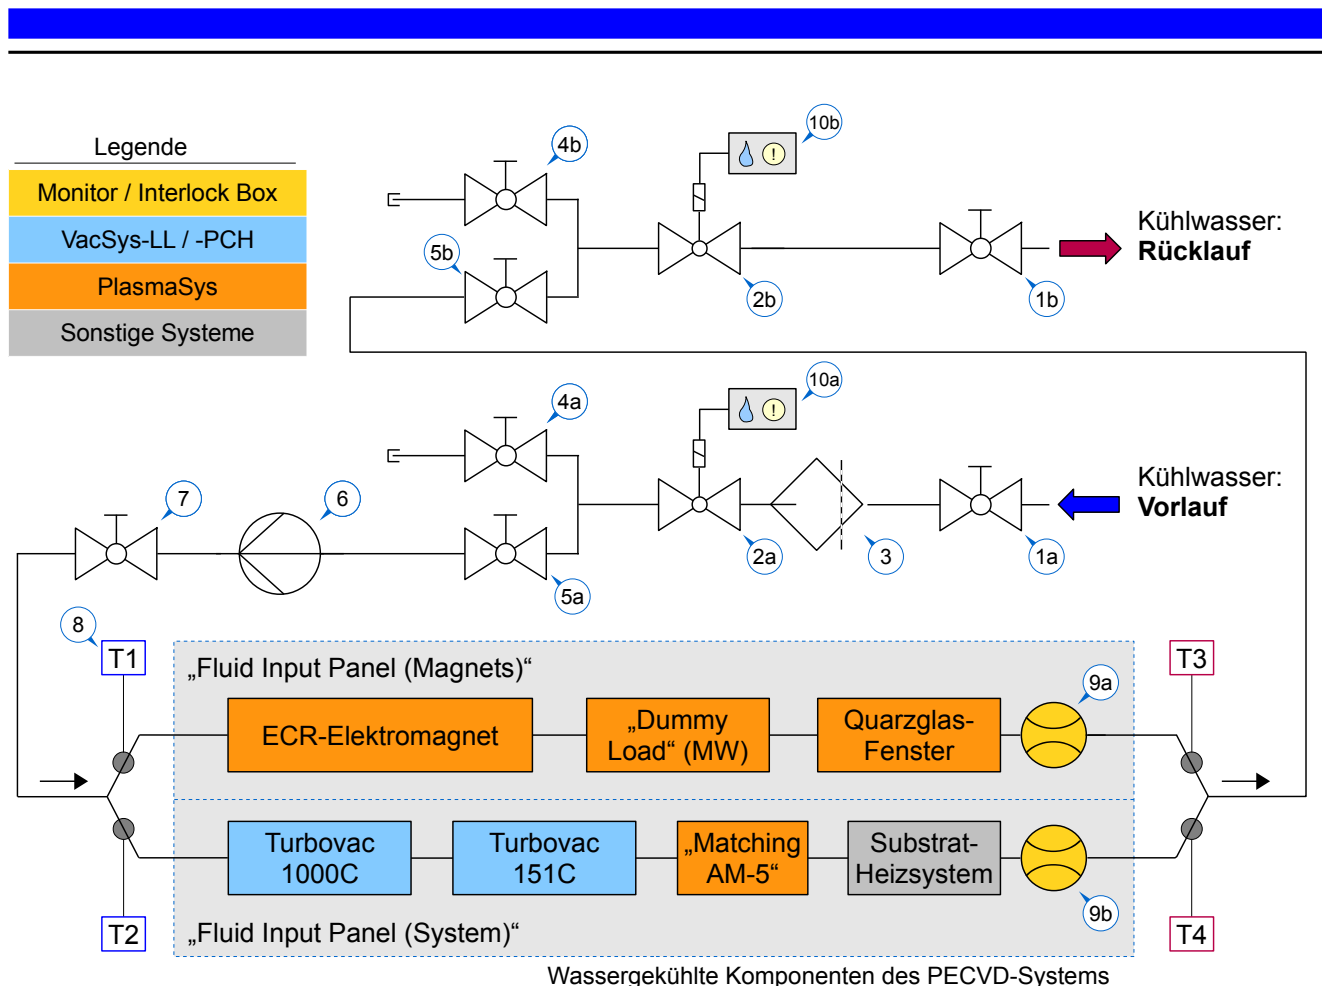 Legende
Monitor / Interlock Box
VacSys-LL / -PCH
PlasmaSys
Sonstige Systeme
4b
10b
5b
2b
1b
Kühlwasser:
Rücklauf
4a
10a
7
6
5a
2a
3
1a
Kühlwasser:
Vorlauf
8
T1
T3
„Fluid Input Panel (Magnets)“
9a
ECR-Elektromagnet
„Dummy
Load“ (MW)
Quarzglas-
Fenster
Turbovac
1000C
Turbovac
151C
„Matching
AM-5“
Substrat-
Heizsystem
9b
T2
T4
„Fluid Input Panel (System)“
Wassergekühlte Komponenten des PECVD-Systems